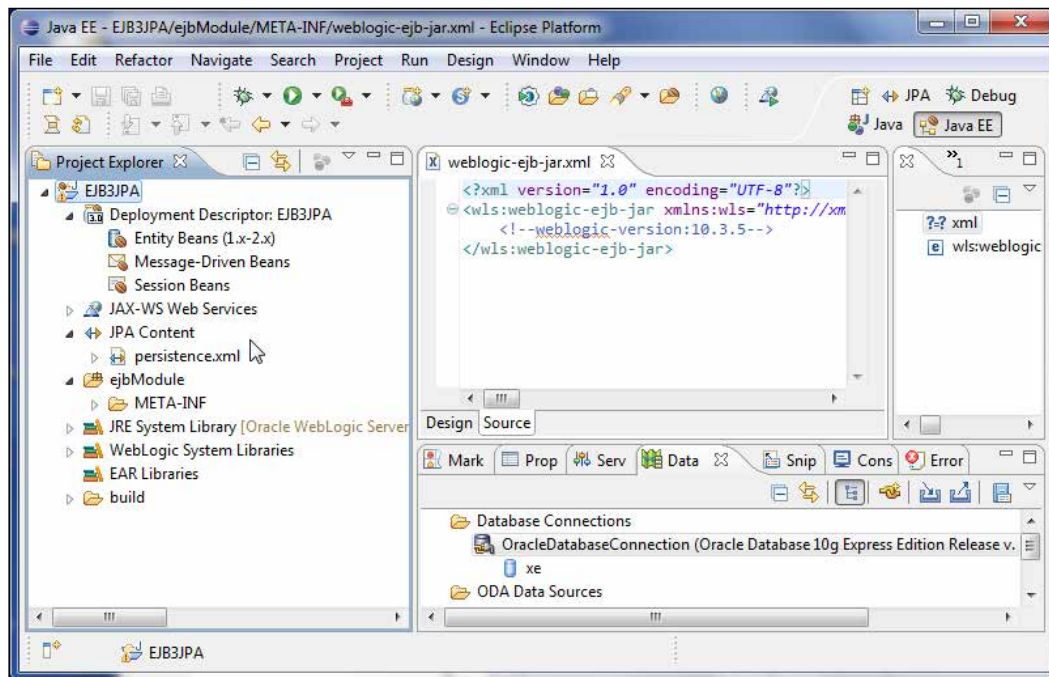 Java EE - EJB3JPA/ejbModule/META-INF/weblogic-ejb-jar.xml - Eclipse Platform
File Edit Refactor Navigate Search Project Run Design Window Help
JPA Debug
Java Java EE
Project Explorer
EJB3JPA
Deployment Descriptor: EJB3JPA
Entity Beans (1.x-2.x)
Message-Driven Beans
Session Beans
JAX-WS Web Services
JPA Content
persistence.xml
ejbModule
META-INF
JRE System Library [Oracle WebLogic Server
WebLogic System Libraries
EAR Libraries
build
weblogic-ejb-jar.xml
<?xml version="1.0" encoding="UTF-8"?>
<wls:weblogic-ejb-jar xmlns:wls="http://xm
<!--weblogic-version:10.3.5-->
</wls:weblogic-ejb-jar>
Design Source
»1
?=? xml
e wls:weblogic
Mark Prop Serv Data Snip Cons Error
Database Connections
OracleDatabaseConnection (Oracle Database 10g Express Edition Release v.
xe
ODA Data Sources
EJB3JPA